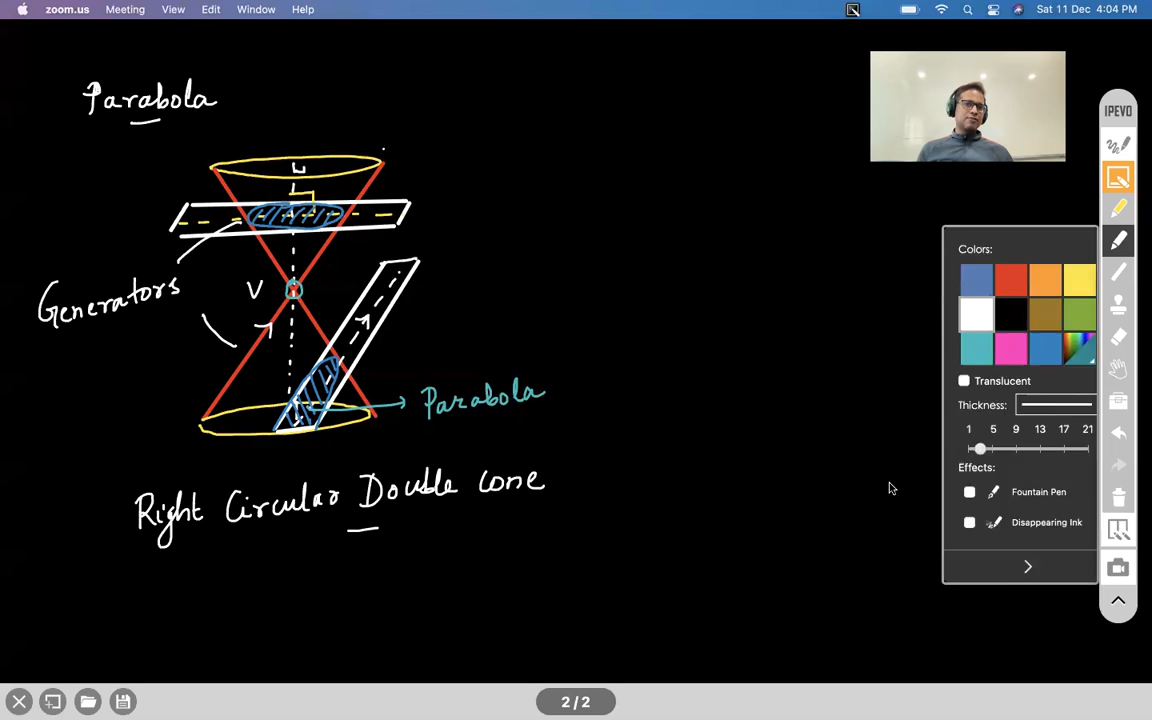 zoom.us Meeting View Edit Window Help Sat 11 Dec 4:04 PM
Parabola
IPEVO
Generators
V
Parabola
Right Circular Double cone
Colors:
Translucent
Thickness:
1 5 9 13 17 21
Effects:
Fountain Pen
Disappearing Ink
2/2